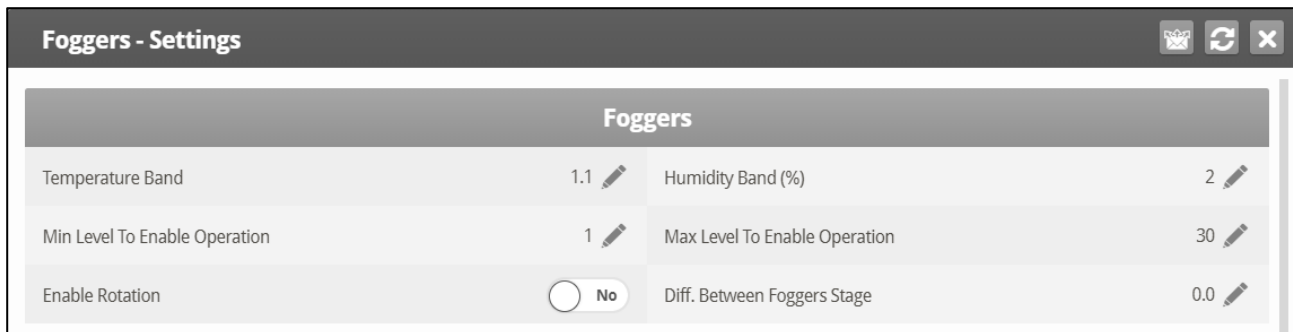 Foggers - Settings
Foggers
Temperature Band 1.1 Humidity Band (%) 2
Min Level To Enable Operation 1 Max Level To Enable Operation 30
Enable Rotation No Diff. Between Foggers Stage 0.0